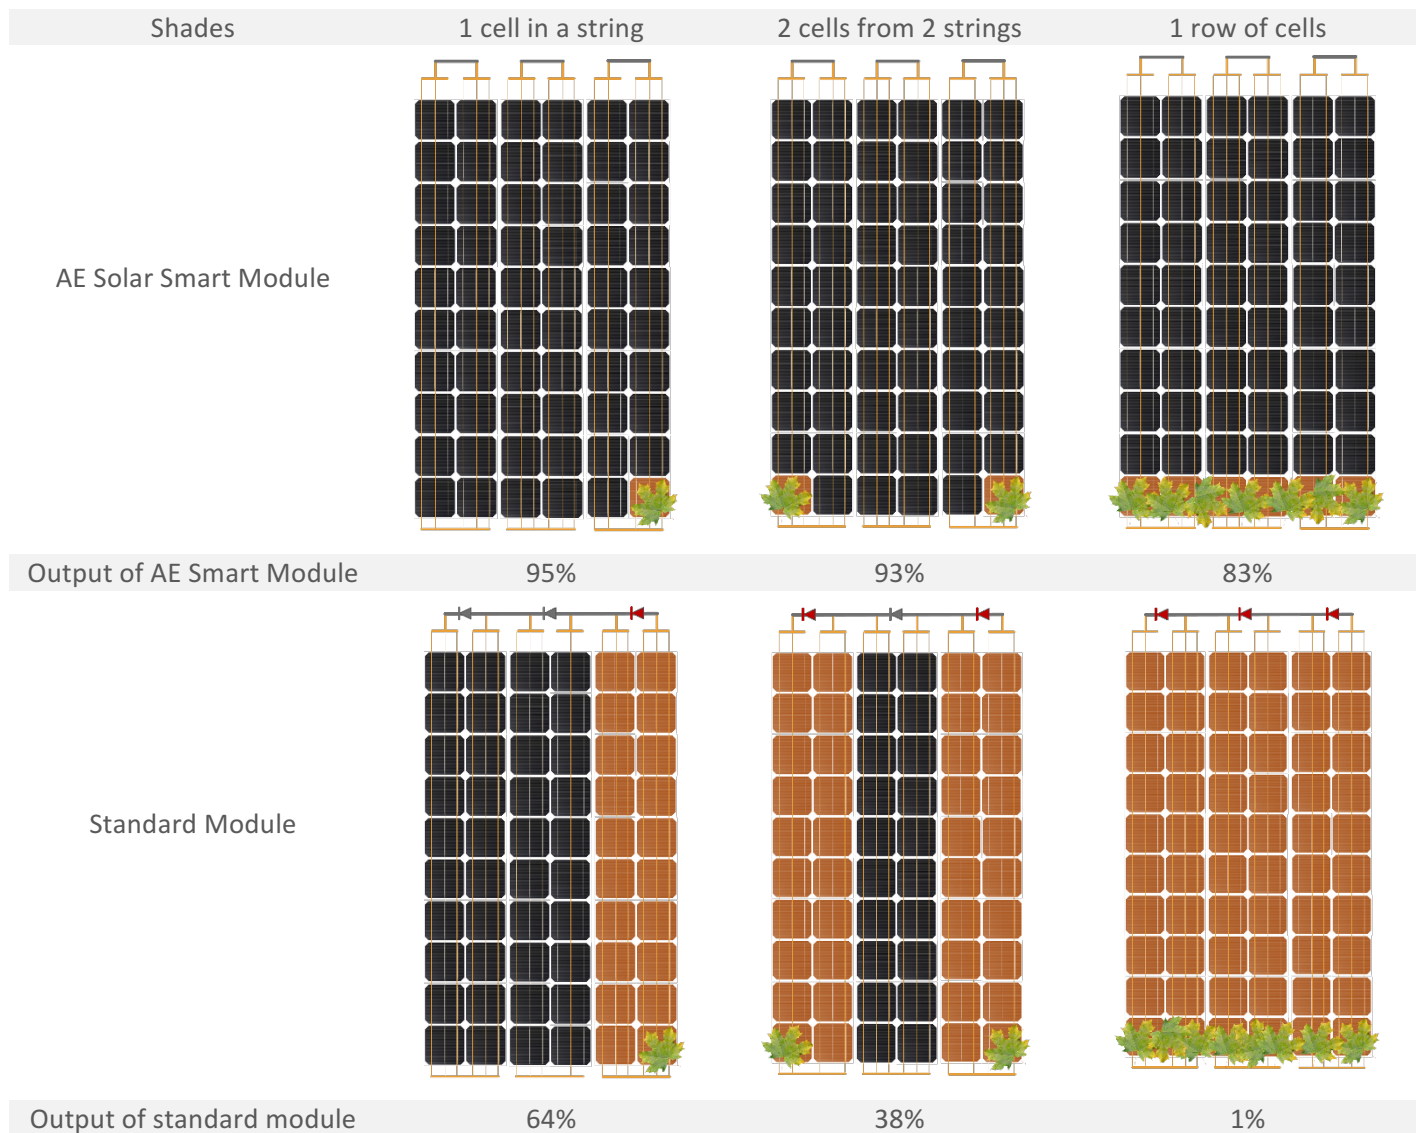 Shades 1 cell in a string 2 cells from 2 strings 1 row of cells
AE Solar Smart Module
Output of AE Smart Module 95% 93% 83%
Standard Module
Output of standard module 64% 38% 1%